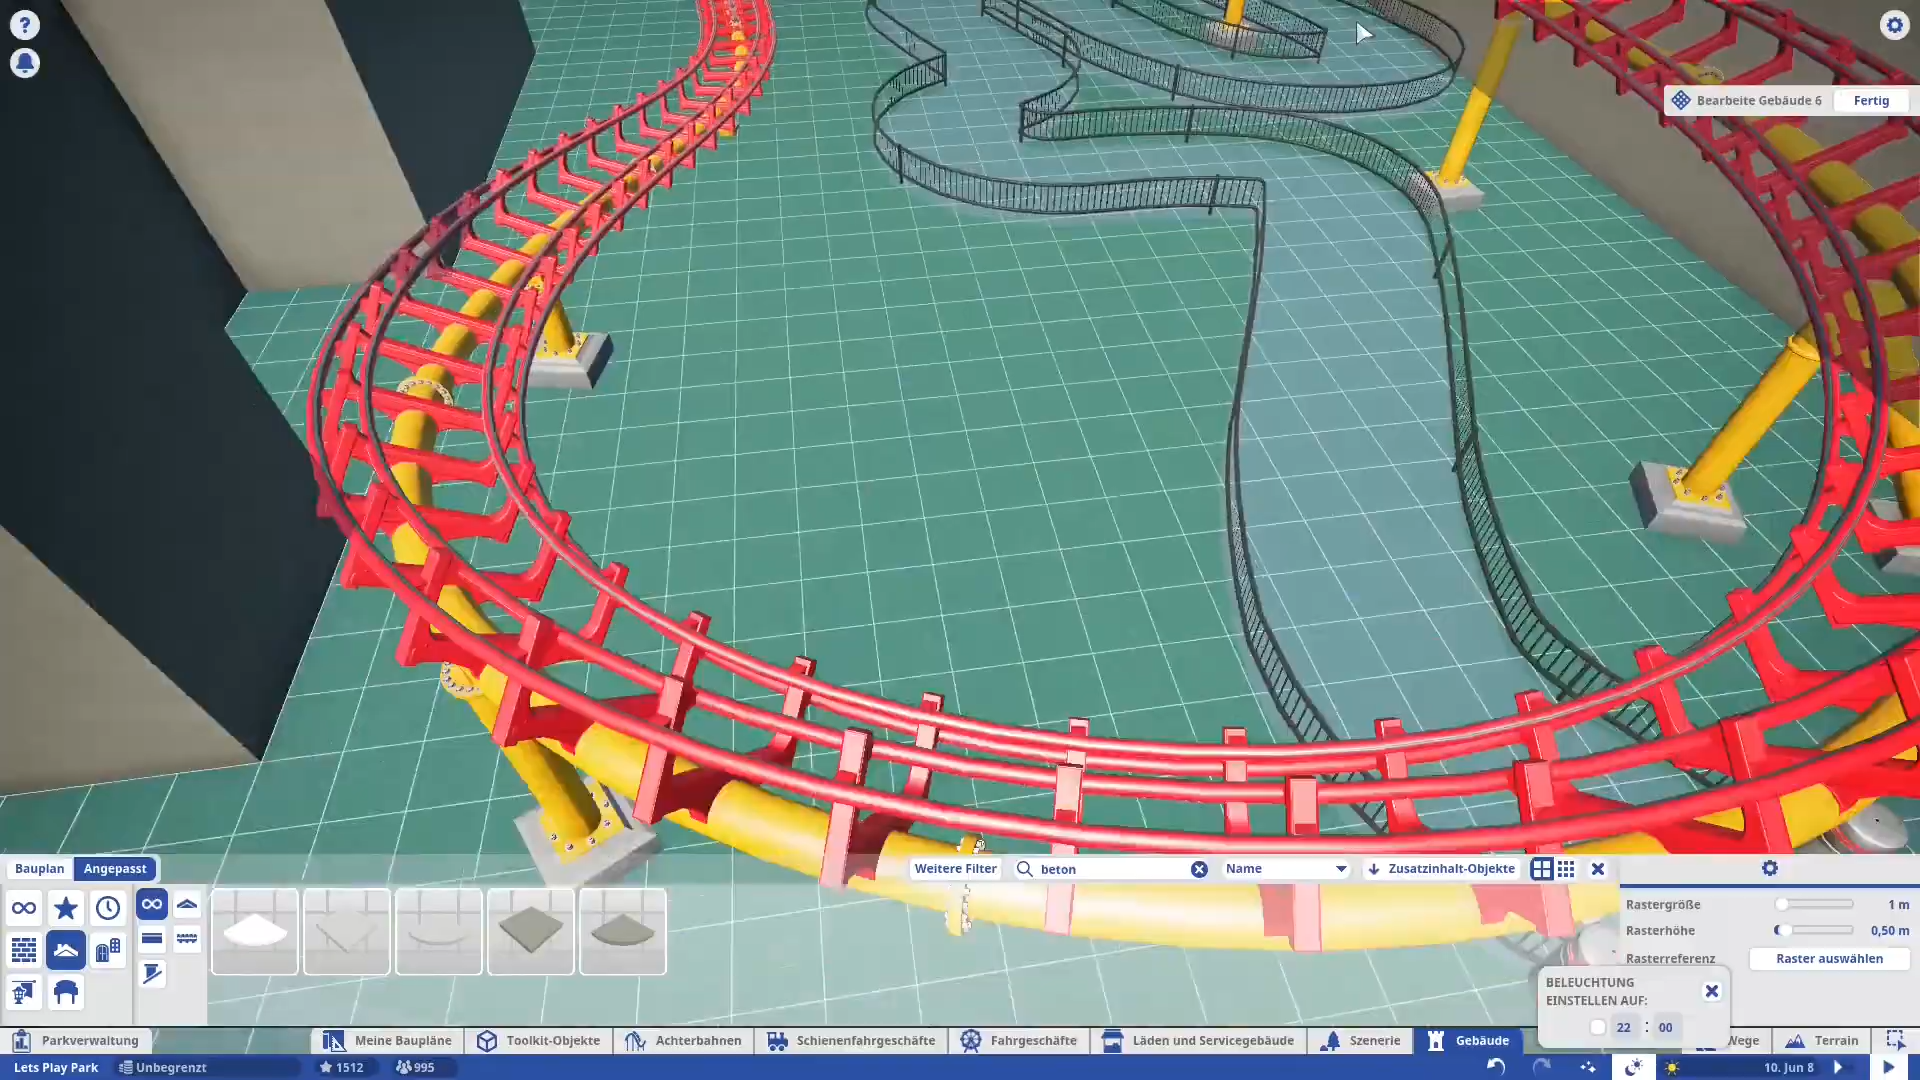 ?
Bearbeite Gebäude 6 Fertig
Bauplan Angepasst
Weitere Filter beton Name Zusatzinhalt-Objekte
Rastergröße 1 m
Rasterhöhe 0,50 m
Rasterreferenz Raster auswählen
BELEUCHTUNG
EINSTELLEN AUF:
22 : 00
Parkverwaltung Meine Baupläne Toolkit-Objekte Achterbahnen Schienenfahrgeschäfte Fahrgeschäfte Läden und Servicegebäude Szenerie Gebäude Wege Terrain
Lets Play Park Unbegrenzt 1512 995 10. Jun 8